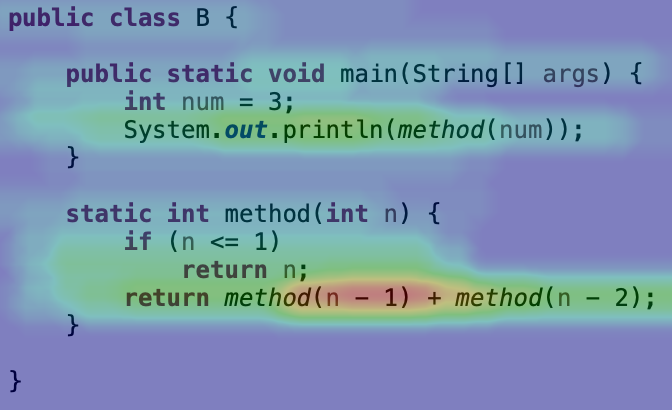 public class B {
public static void main(String[] args) {
int num = 3;
System.out.println(method(num));
}
static int method(int n) {
if (n <= 1)
return n;
return method(n - 1) + method(n - 2);
}
}